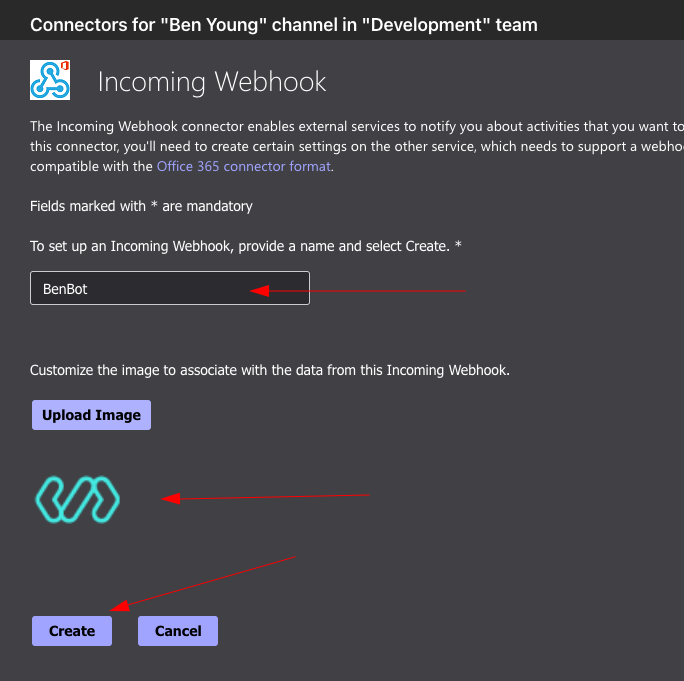 Connectors for "Ben Young" channel in "Development" team
Incoming Webhook
The Incoming Webhook connector enables external services to notify you about activities that you want to
this connector, you'll need to create certain settings on the other service, which needs to support a webho
compatible with the Office 365 connector format.
Fields marked with * are mandatory
To set up an Incoming Webhook, provide a name and select Create. *
BenBot
Customize the image to associate with the data from this Incoming Webhook.
Upload Image
Create Cancel